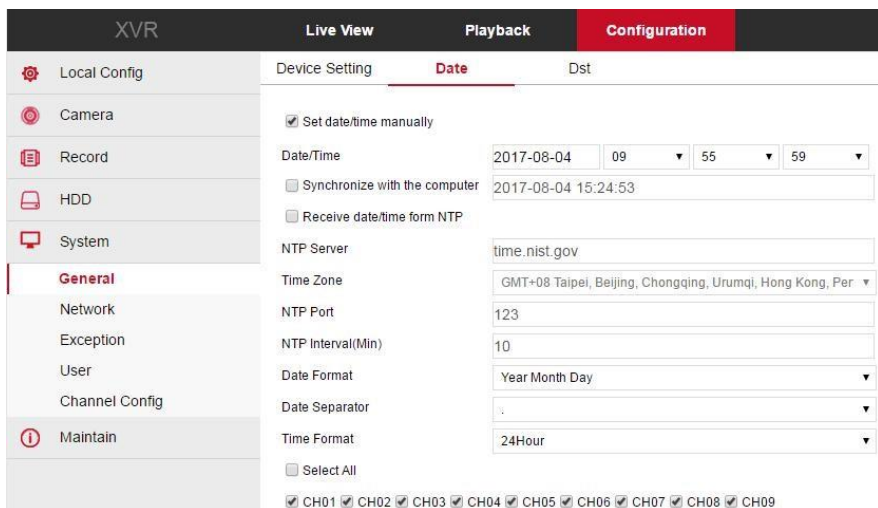 XVR Live View Playback Configuration
Local Config Device Setting Date Dst
Camera Set date/time manually
Record Date/Time 2017-08-04 09 55 59
Synchronize with the computer 2017-08-04 15:24:53
HDD Receive date/time form NTP
System NTP Server time.nist.gov
General Time Zone GMT+08 Taipei, Beijing, Chongqing, Urumqi, Hong Kong, Per
Network NTP Port 123
Exception NTP Interval(Min) 10
User Date Format Year Month Day
Channel Config Date Separator .
Maintain Time Format 24Hour
Select All
CH01 CH02 CH03 CH04 CH05 CH06 CH07 CH08 CH09